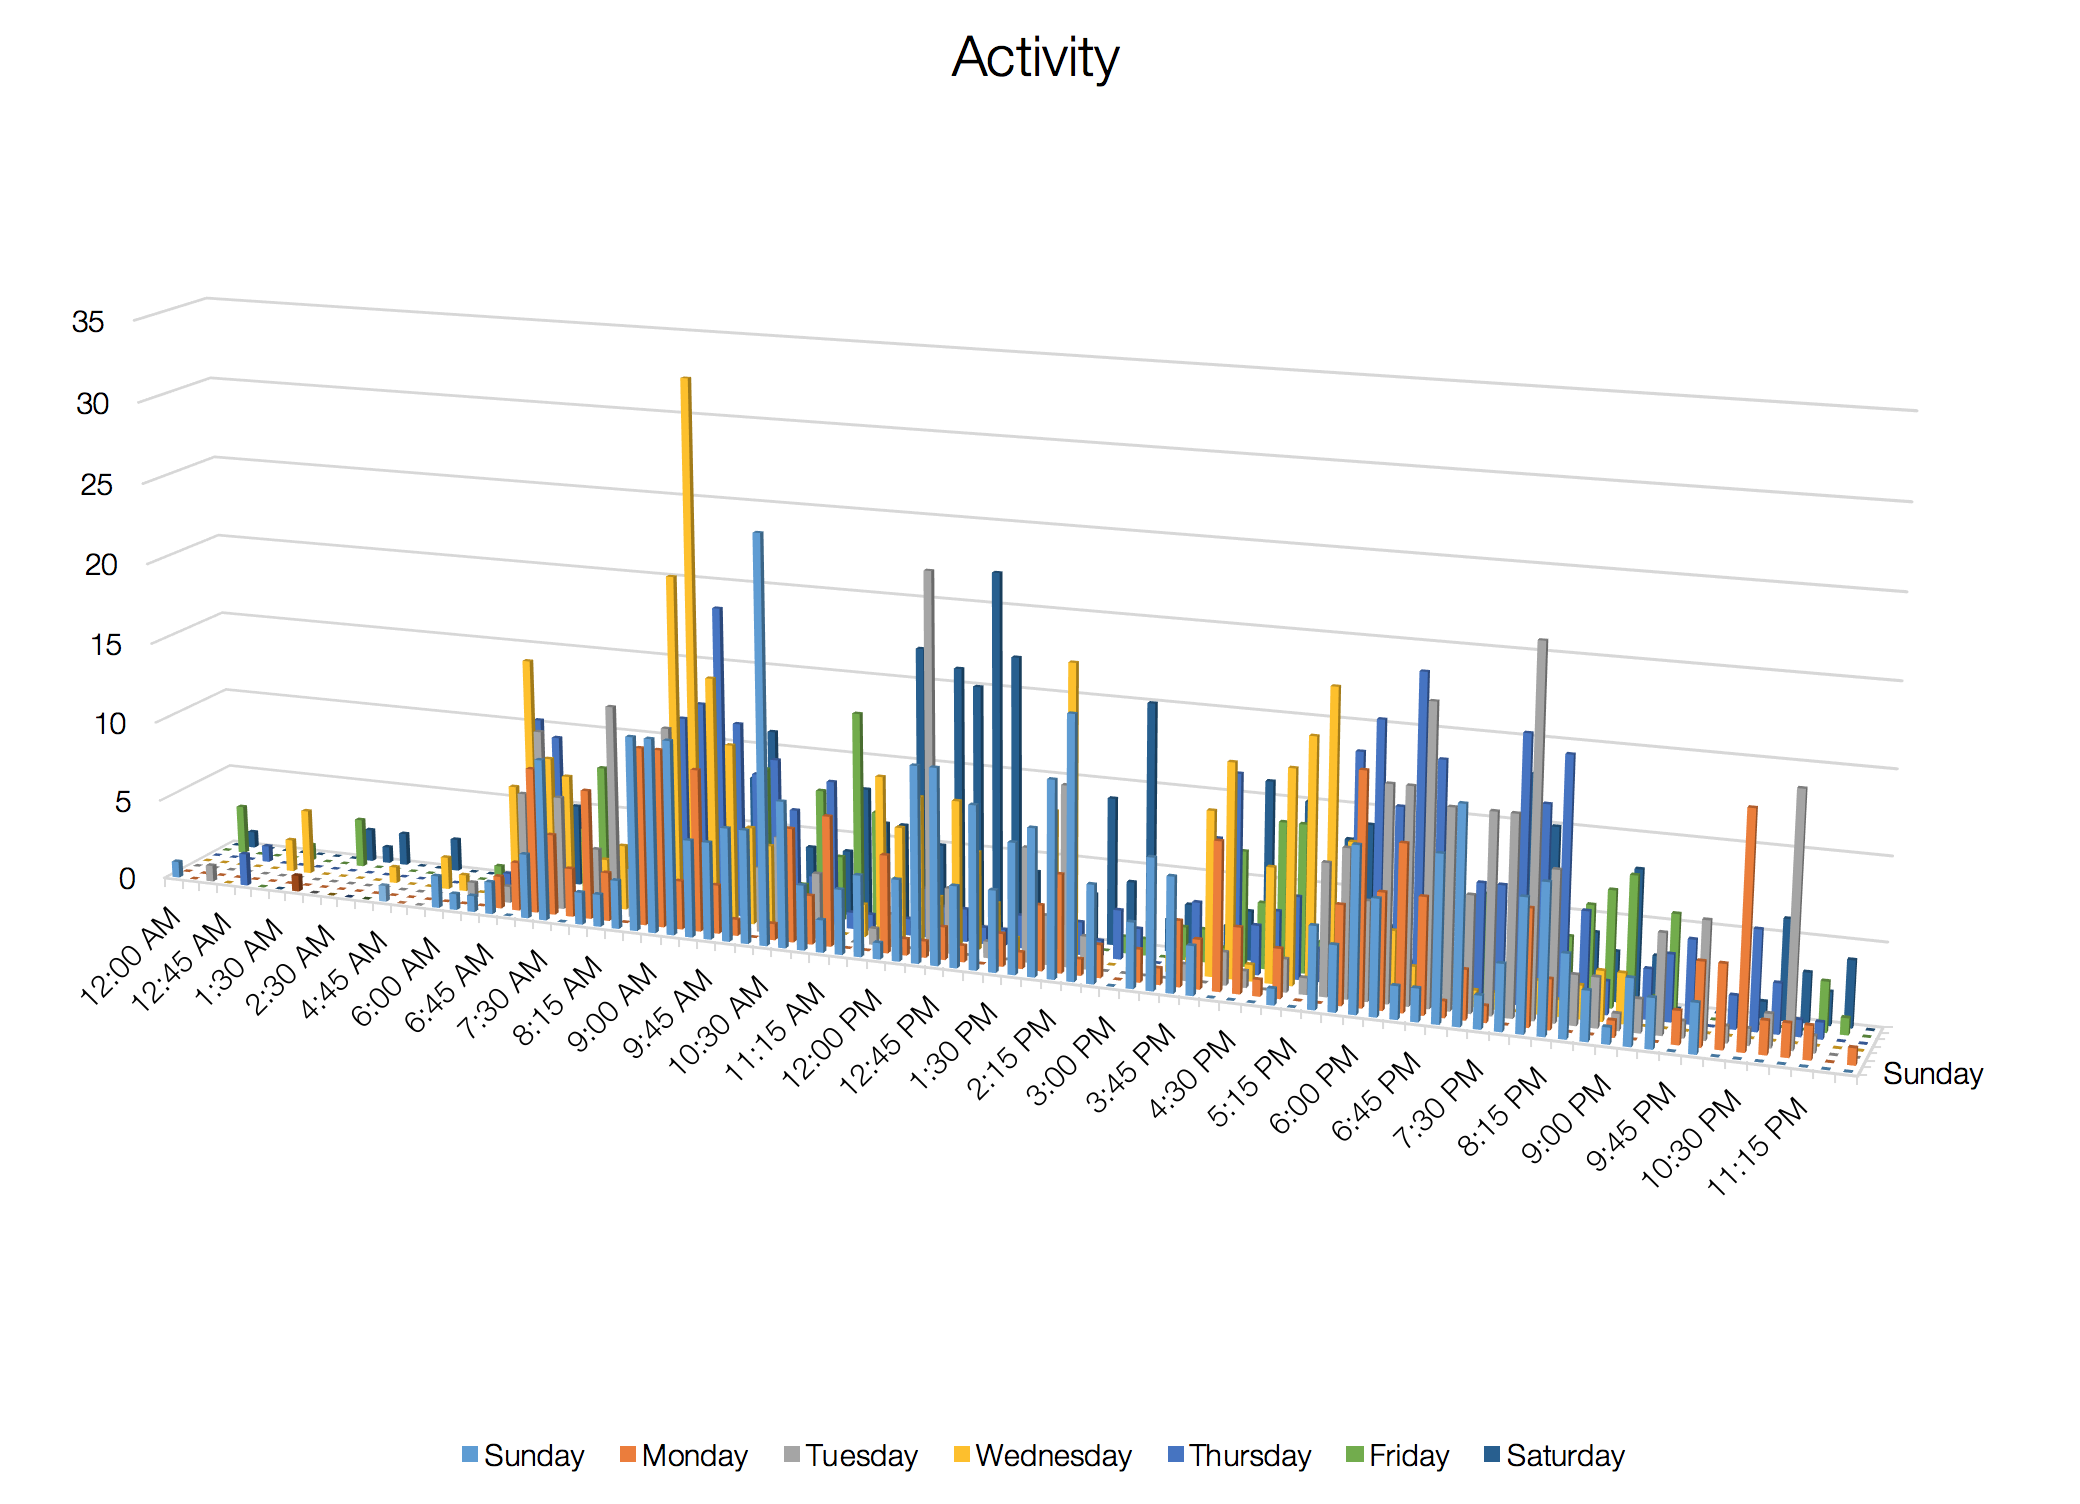 Activity
35
30
25
20
15
10
5
0
12:00 AM
12:45 AM
1:30 AM
2:30 AM
4:45 AM
6:00 AM
6:45 AM
7:30 AM
8:15 AM
9:00 AM
9:45 AM
10:30 AM
11:15 AM
12:00 PM
12:45 PM
1:30 PM
2:15 PM
3:00 PM
3:45 PM
4:30 PM
5:15 PM
6:00 PM
6:45 PM
7:30 PM
8:15 PM
9:00 PM
9:45 PM
10:30 PM
11:15 PM
Sunday
Sunday Monday Tuesday Wednesday Thursday Friday Saturday